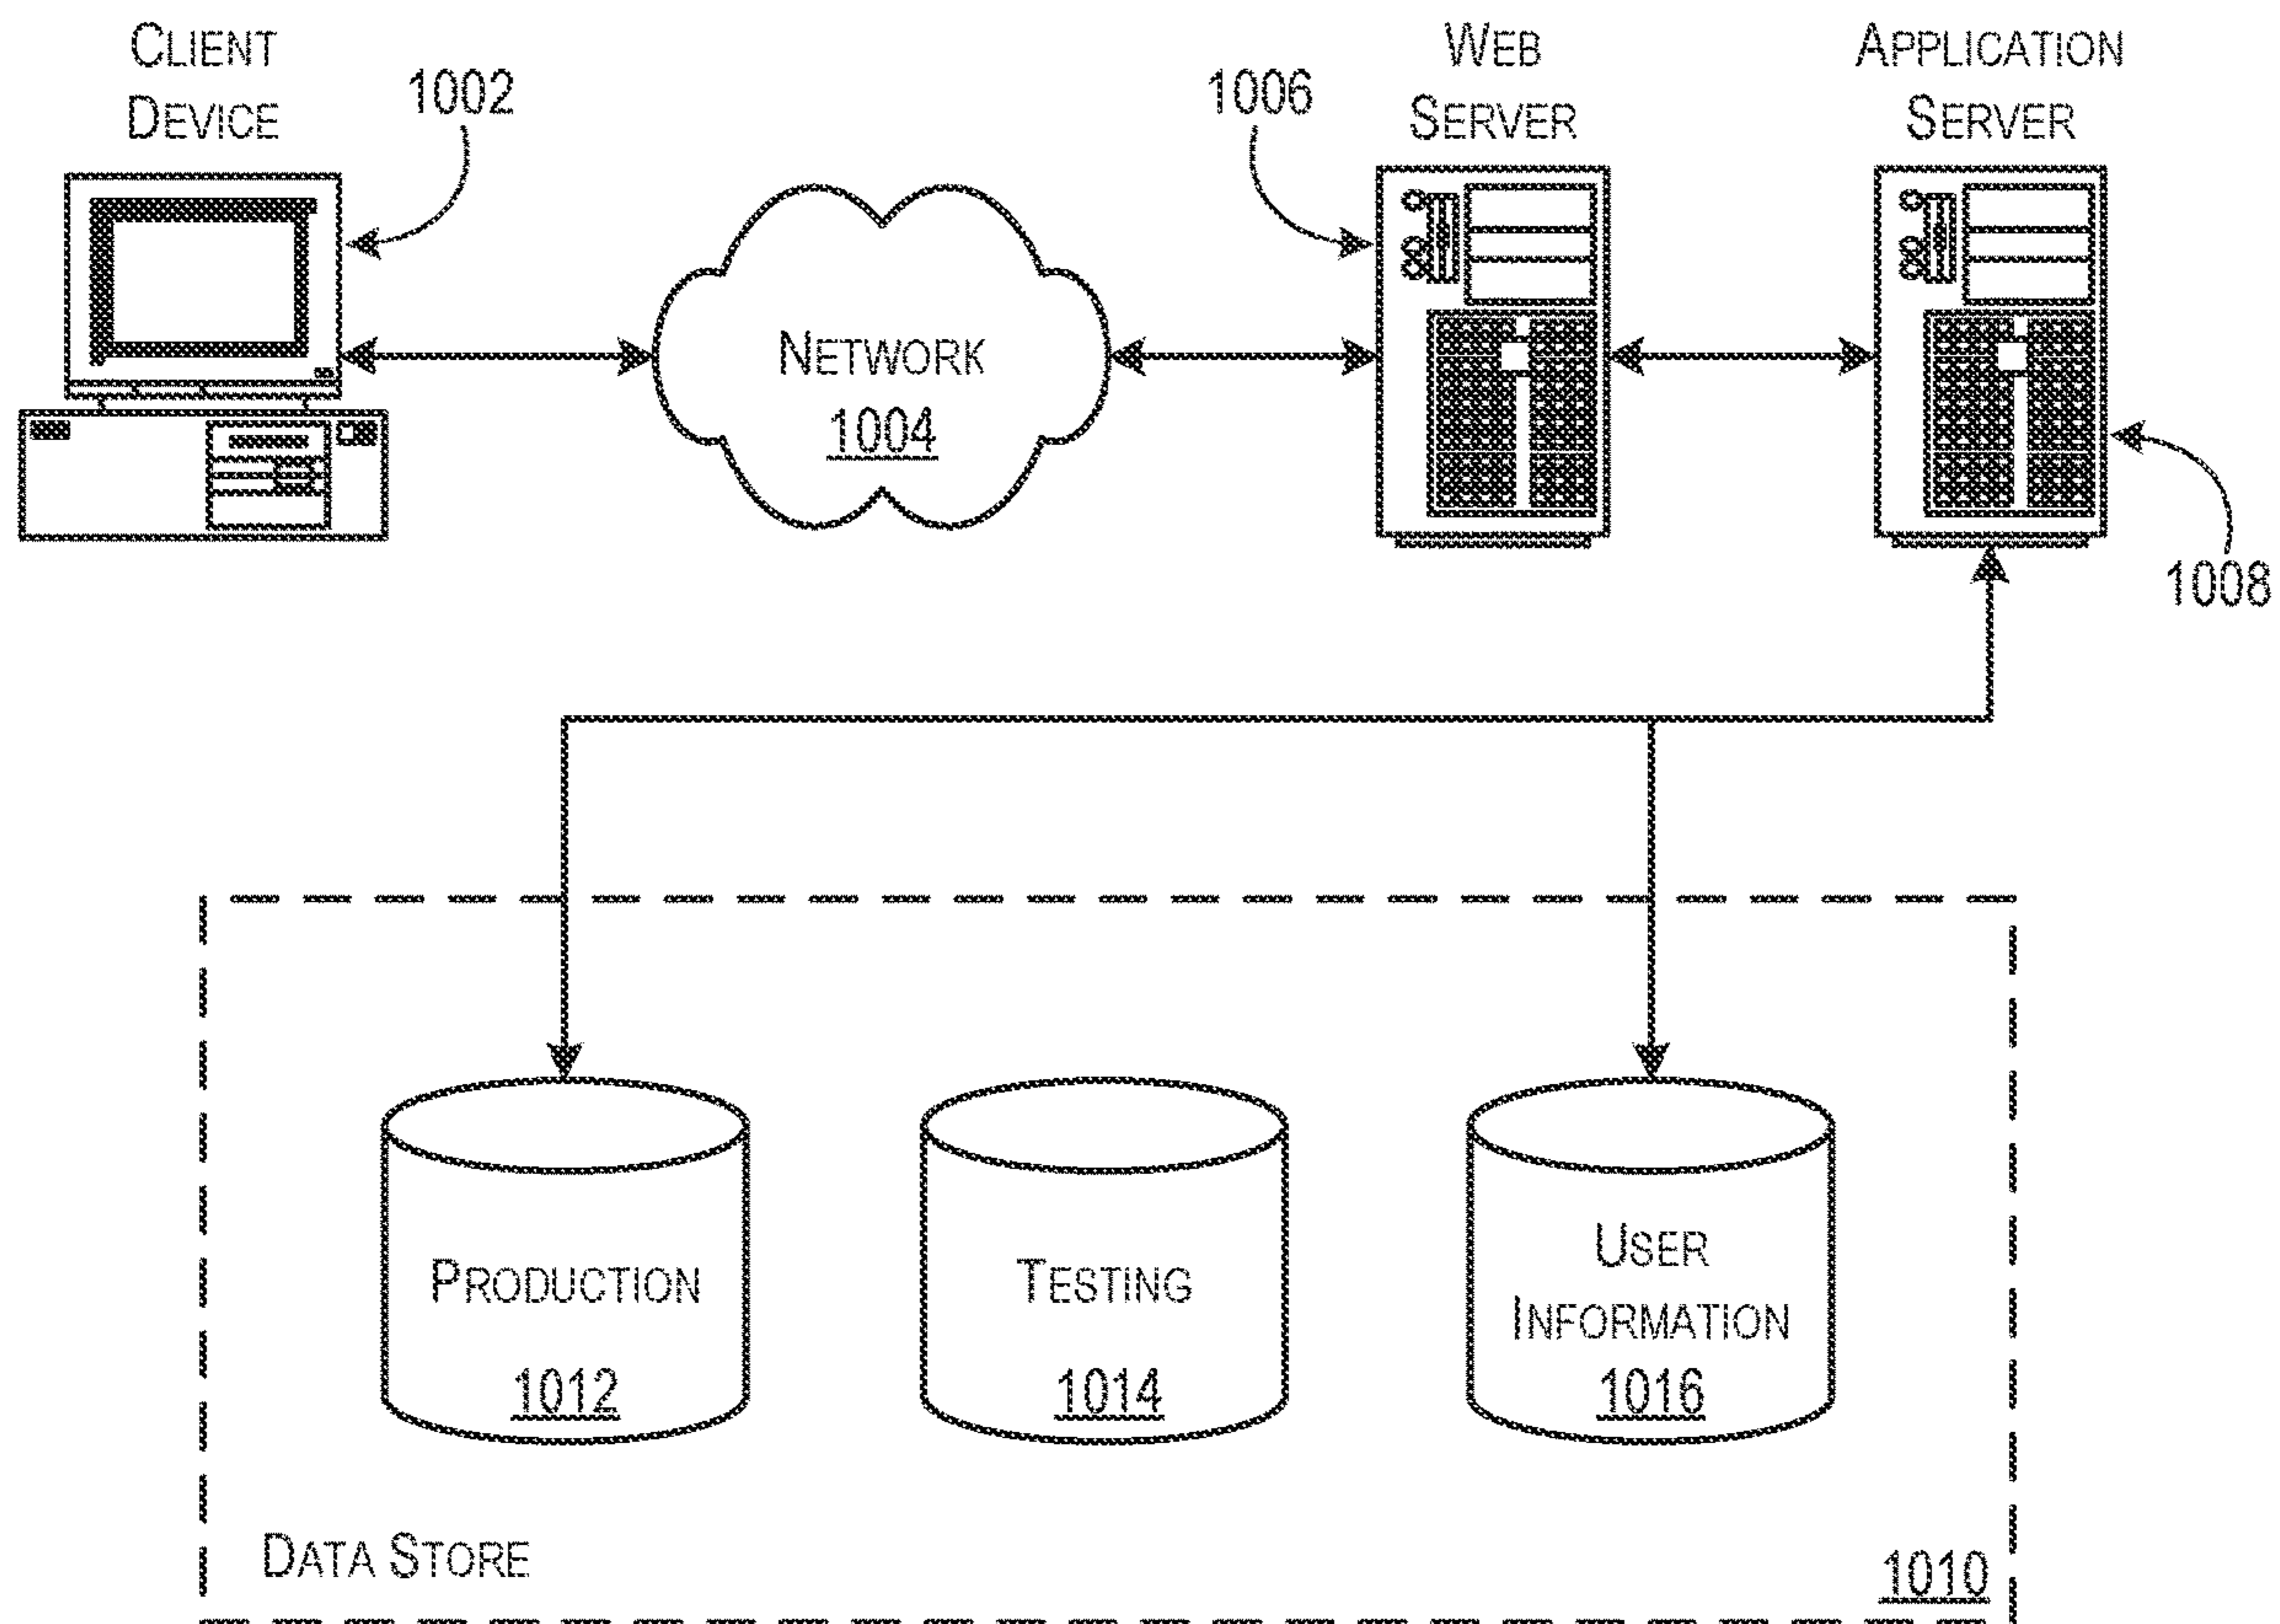 CLIENT
DEVICE
1002
1006
WEB
SERVER
APPLICATION
SERVER
NETWORK
1004
1008
PRODUCTION
1012
TESTING
1014
USER
INFORMATION
1016
DATA STORE
1010